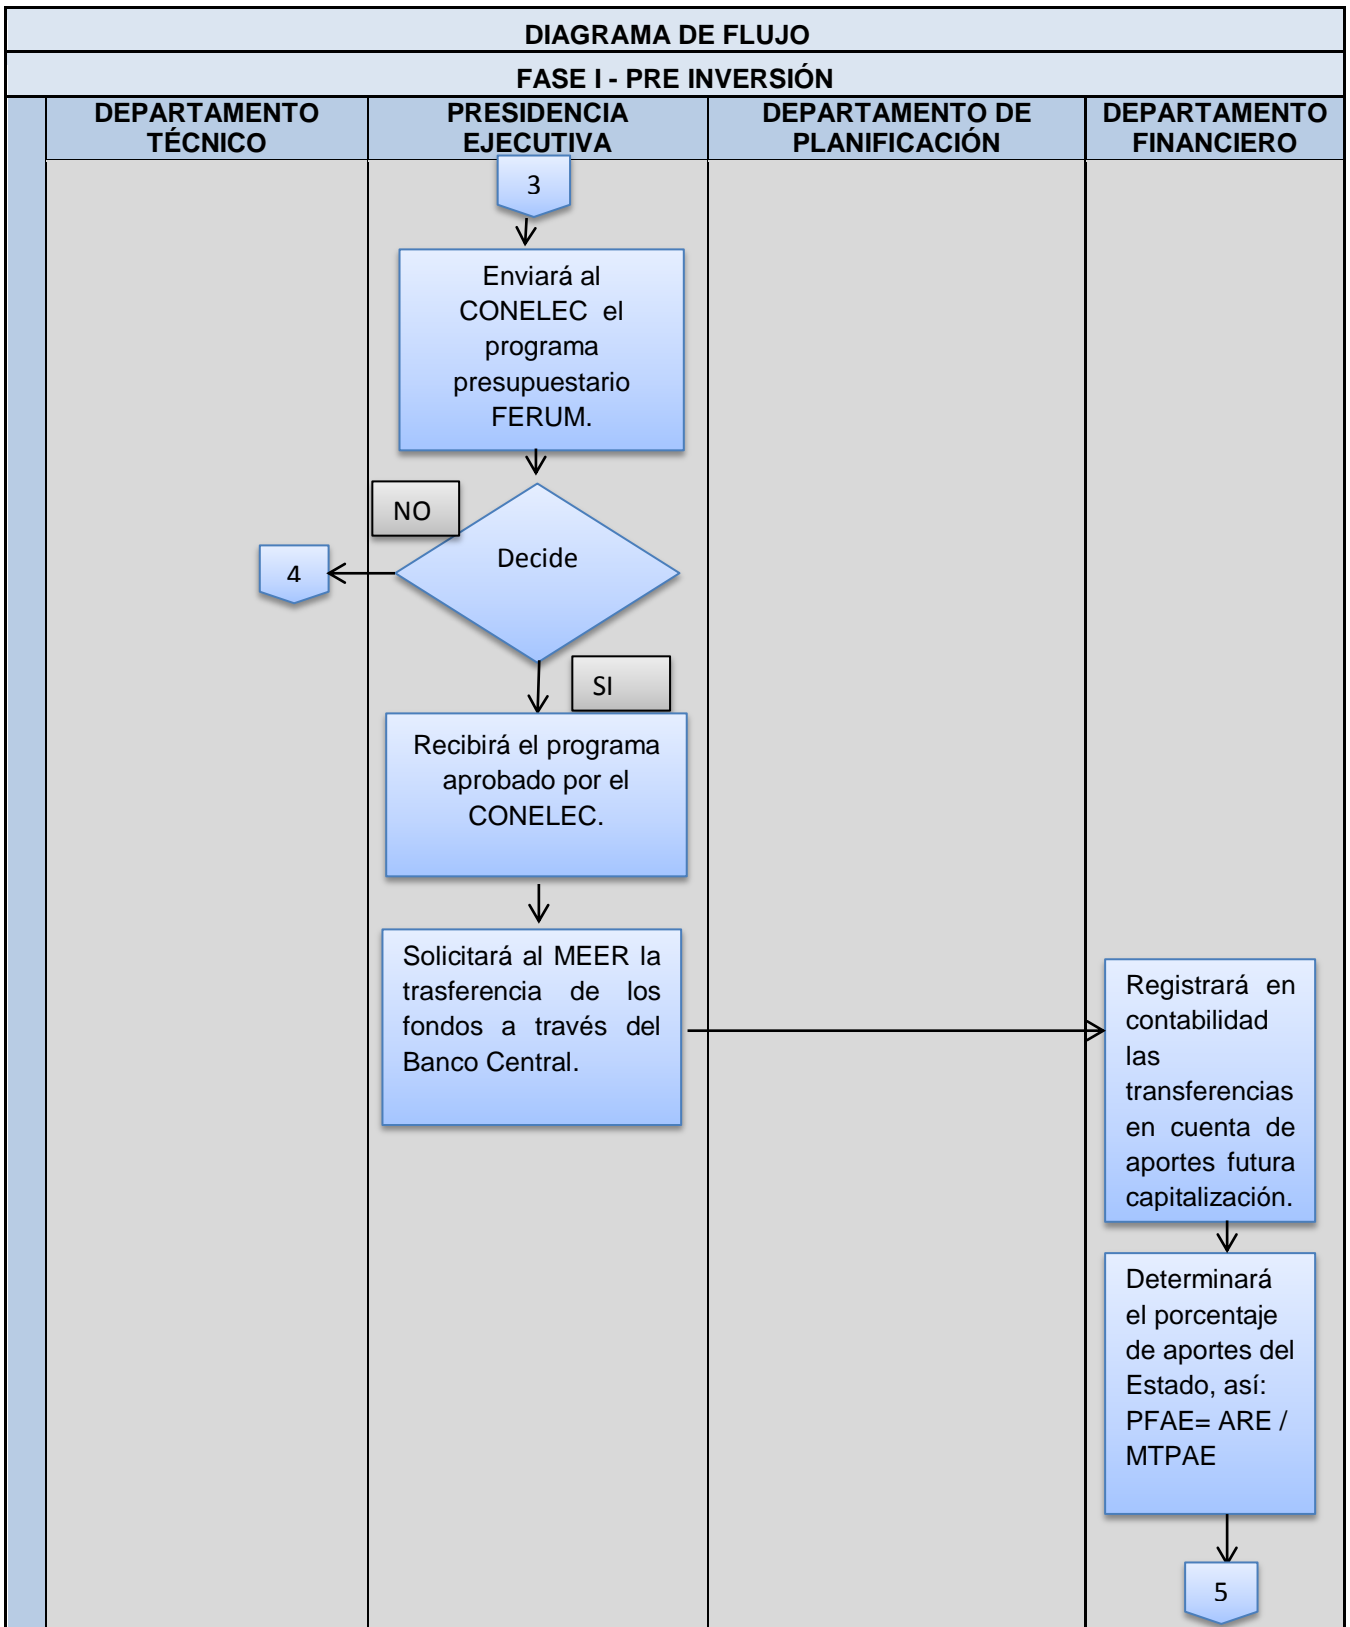 DIAGRAMA DE FLUJO
FASE I - PRE INVERSIÓN
DEPARTAMENTO
TÉCNICO
PRESIDENCIA
EJECUTIVA
DEPARTAMENTO DE
PLANIFICACIÓN
DEPARTAMENTO
FINANCIERO
3
Enviará al
CONELEC el
programa
presupuestario
FERUM.
NO
Decide
4
SI
Recibirá el programa
aprobado por el
CONELEC.
Solicitará al MEER la
trasferencia de los
fondos a través del
Banco Central.
Registrará en
contabilidad
las
transferencias
en cuenta de
aportes futura
capitalización.
Determinará
el porcentaje
de aportes del
Estado, así:
PFAE= ARE /
MTPAE
5